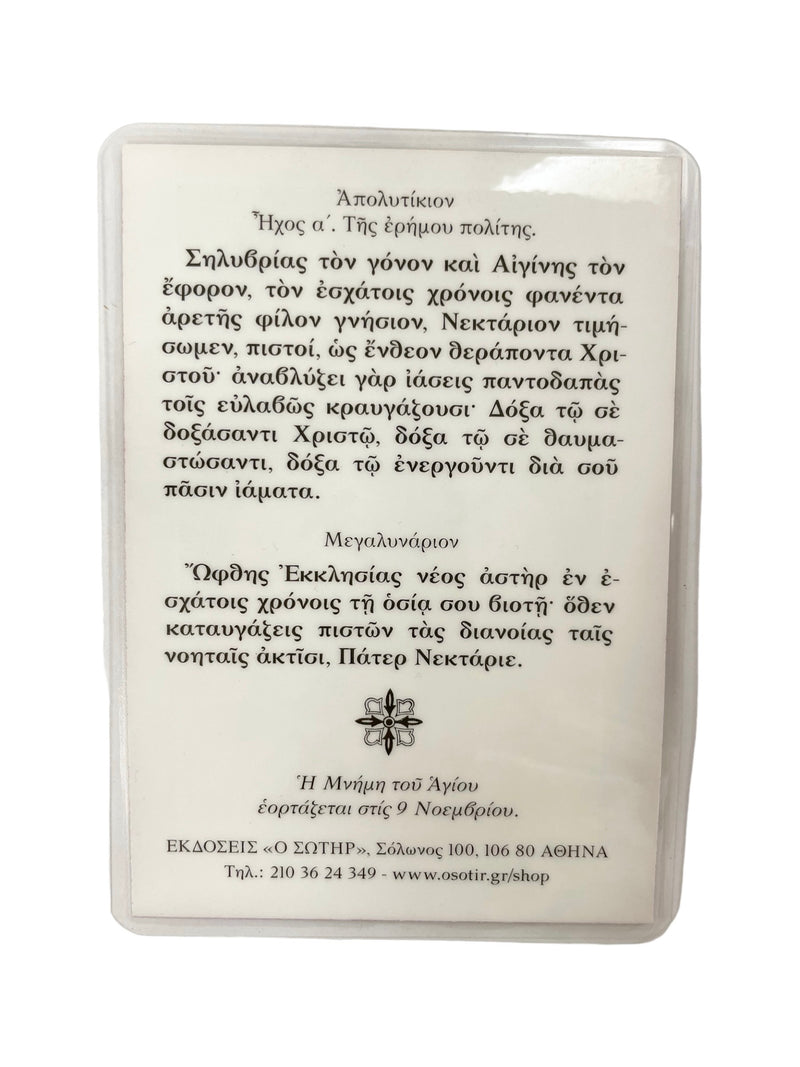 Ἀπολυτίκιον
Ἦχος α´. Τῆς ἐρήμου πολίτης.
Σηλυβρίας τὸν γόνον καὶ Αἰγίνης τὸν
ἔφορον, τὸν ἐσχάτοις χρόνοις φανέντα
ἀρετῆς φίλον γνήσιον, Νεκτάριον τιμή-
σωμεν, πιστοί, ὡς ἔνθεον θεράποντα Χρι-
στοῦ· ἀναβλύζει γὰρ ἰάσεις παντοδαπὰς
τοῖς εὐλαβῶς κραυγάζουσι· Δόξα τῷ σὲ
δοξάσαντι Χριστῷ, δόξα τῷ σὲ θαυμα-
στώσαντι, δόξα τῷ ἐνεργοῦντι διὰ σοῦ
πᾶσιν ἰάματα.
Μεγαλυνάριον
Ὤφθης Ἐκκλησίας νέος ἀστὴρ ἐν ἐ-
σχάτοις χρόνοις τῇ ὁσίᾳ σου βιοτῇ· ὅθεν
καταυγάζεις πιστῶν τὰς διανοίας ταῖς
νοηταῖς ἀκτῖσι, Πάτερ Νεκτάριε.
Ἡ Μνήμη τοῦ Ἁγίου
ἑορτάζεται στίς 9 Νοεμβρίου.
ΕΚΔΟΣΕΙΣ «Ο ΣΩΤΗΡ», Σόλωνος 100, 106 80 ΑΘΗΝΑ
Τηλ.: 210 36 24 349 - www.osotir.gr/shop